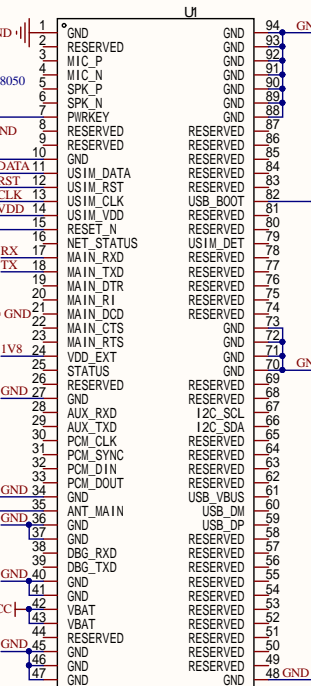 U1
ND 1 GND GND 94 GN
2 RESERVED GND 93
3 MIC_P GND 92
4 MIC_N GND 91
8050 5 SPK_P GND 90
6 SPK_N GND 89
7 PWRKEY GND 88
ND 8 RESERVED RESERVED 87
9 RESERVED RESERVED 86
10 GND RESERVED 85
DATA 11 USIM_DATA RESERVED 84
RST 12 USIM_RST RESERVED 83
CLK 13 USIM_CLK USB_BOOT 82
VDD 14 USIM_VDD RESERVED 81
15 RESET_N RESERVED 80
16 NET_STATUS USIM_DET 79
RX 17 MAIN_RXD RESERVED 78
TX 18 MAIN_TXD RESERVED 77
19 MAIN_DTR RESERVED 76
20 MAIN_RI RESERVED 75
GND 21 MAIN_DCD RESERVED 74
22 MAIN_CTS GND 73
23 MAIN_RTS GND 72
1V8 24 VDD_EXT GND 71
25 STATUS GND 70 GN
26 RESERVED RESERVED 69
GND 27 GND RESERVED 68
28 AUX_RXD I2C_SCL 67
29 AUX_TXD I2C_SDA 66
30 PCM_CLK RESERVED 65
31 PCM_SYNC RESERVED 64
32 PCM_DIN RESERVED 63
33 PCM_DOUT RESERVED 62
GND 34 GND USB_VBUS 61
35 ANT_MAIN USB_DM 60
GND 36 GND USB_DP 59
37 GND RESERVED 58
38 DBG_RXD RESERVED 57
39 DBG_TXD RESERVED 56
GND 40 GND RESERVED 55
41 GND RESERVED 54
CC 42 VBAT RESERVED 53
43 VBAT RESERVED 52
44 RESERVED RESERVED 51
GND 45 GND RESERVED 50
46 GND RESERVED 49
47 GND GND 48 GND